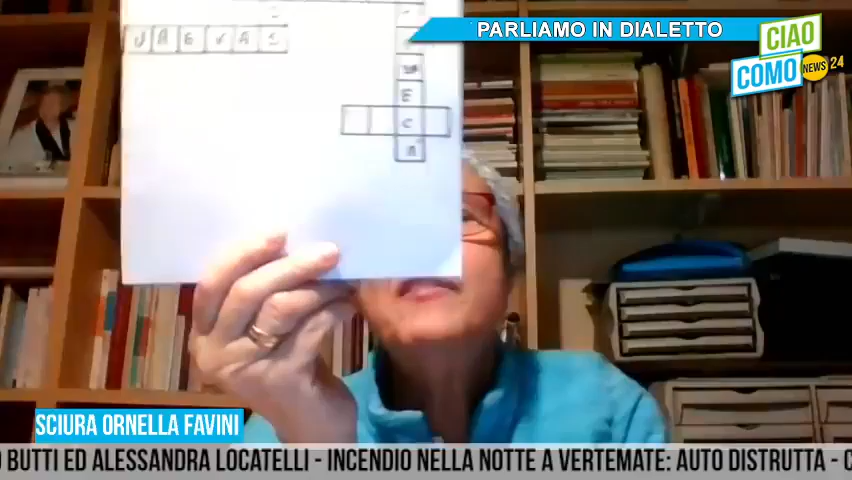 PARLIAMO IN DIALETTO
CIAO
COMO
NEWS 24
SCIURA ORNELLA FAVINI
BUTTI ED ALESSANDRA LOCATELLI - INCENDIO NELLA NOTTE A VERTEMATE: AUTO DISTRUTTA - C